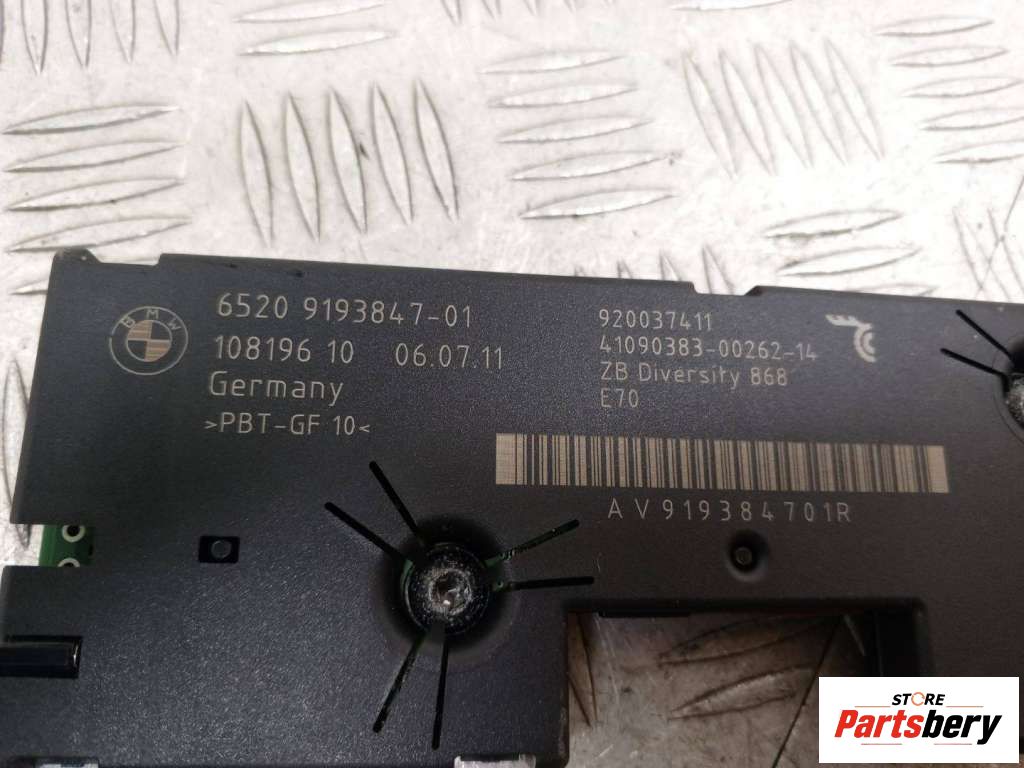 BMW
6520 9193847-01
108196 10 06.07.11
Germany
>PBT-GF 10<
920037411
41090383-00262-14
ZB Diversity 868
E70
AV919384701R
STORE
Partsbery